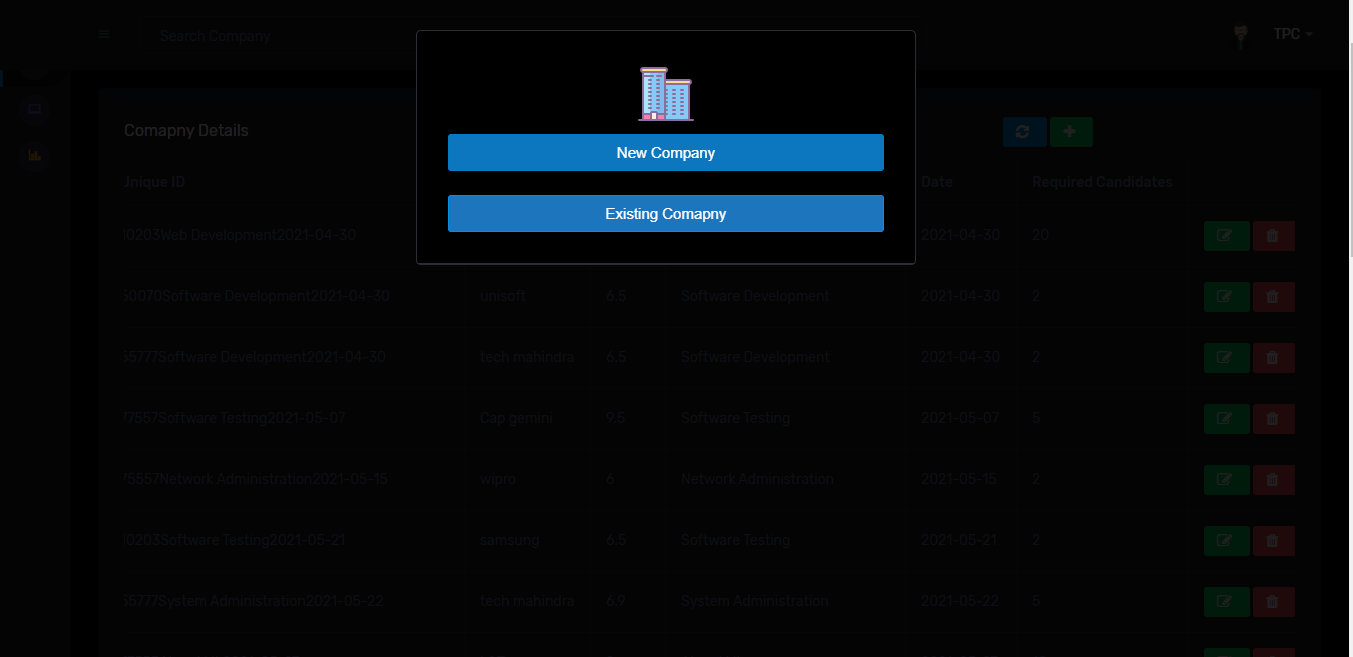 Search Company
TPC
New Company
Existing Comapny
Comapny Details
Unique ID Date Required Candidates
0203Web Development2021-04-30 2021-04-30 20
50070Software Development2021-04-30 unisoft 6.5 Software Development 2021-04-30 2
55777Software Development2021-04-30 tech mahindra 6.5 Software Development 2021-04-30 2
7557Software Testing2021-05-07 Cap gemini 9.5 Software Testing 2021-05-07 5
5557Network Administration2021-05-15 wipro 6 Network Administration 2021-05-15 2
0203Software Testing2021-05-21 samsung 6.5 Software Testing 2021-05-21 2
55777System Administration2021-05-22 tech mahindra 6.9 System Administration 2021-05-22 5